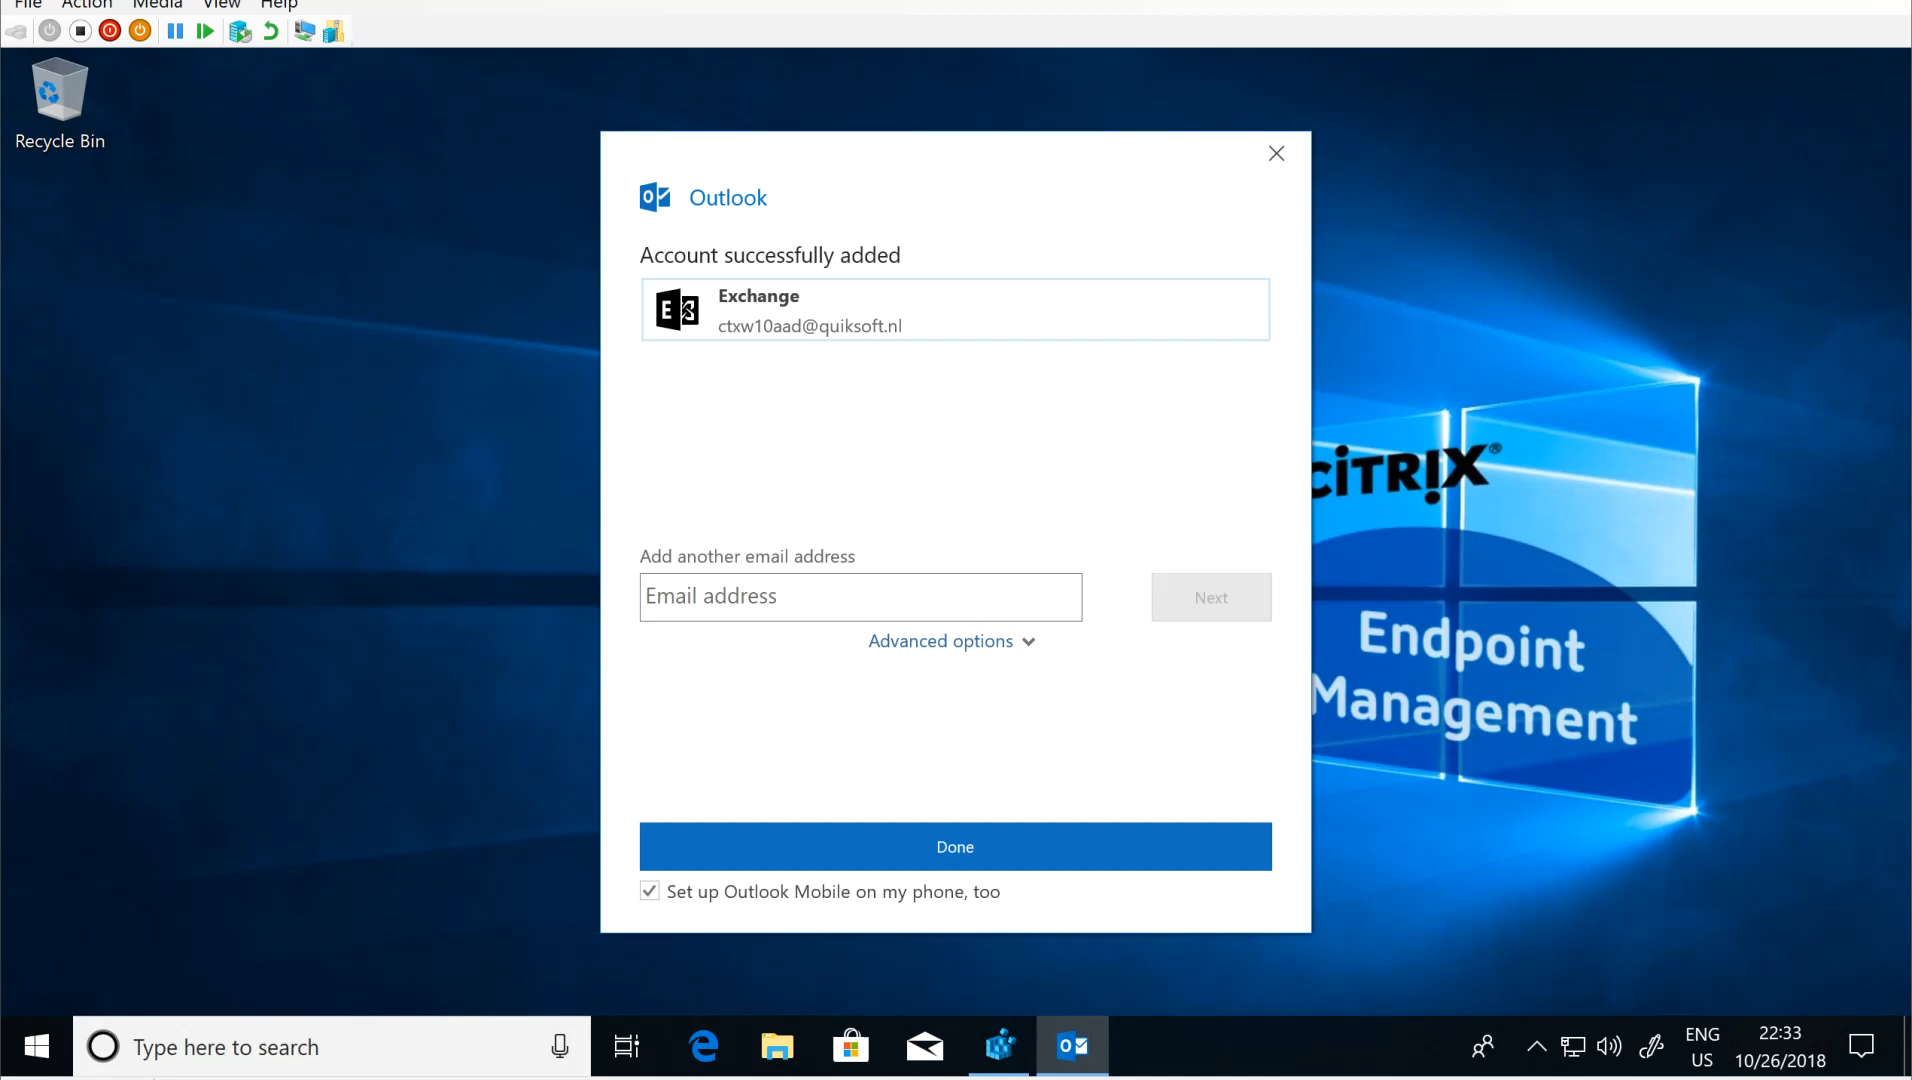 File Action Media View Help
Recycle Bin
Outlook
Account successfully added
Exchange
ctxw10aad@quiksoft.nl
CiTRIX®
Add another email address
Email address
Next
Advanced options
Endpoint
Management
Done
Set up Outlook Mobile on my phone, too
Type here to search
ENG
US
22:33
10/26/2018